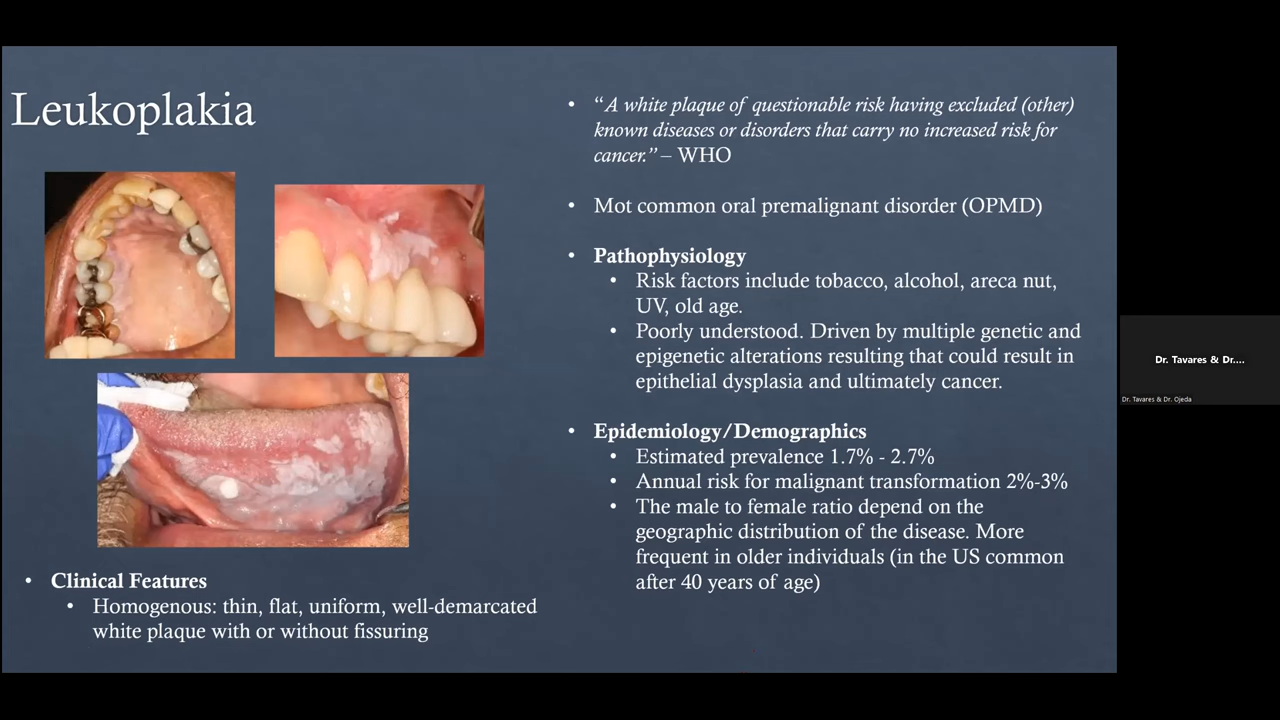 Leukoplakia
• Clinical Features
• Homogenous: thin, flat, uniform, well-demarcated
white plaque with or without fissuring
• “A white plaque of questionable risk having excluded (other)
known diseases or disorders that carry no increased risk for
cancer.” – WHO
• Mot common oral premalignant disorder (OPMD)
• Pathophysiology
• Risk factors include tobacco, alcohol, areca nut,
UV, old age.
• Poorly understood. Driven by multiple genetic and
epigenetic alterations resulting that could result in
epithelial dysplasia and ultimately cancer.
• Epidemiology/Demographics
• Estimated prevalence 1.7% - 2.7%
• Annual risk for malignant transformation 2%-3%
• The male to female ratio depend on the
geographic distribution of the disease. More
frequent in older individuals (in the US common
after 40 years of age)
Dr. Tavares & Dr....
Dr. Tavares & Dr. Ojeda